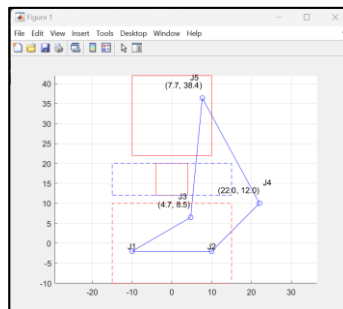 Figure 1
File Edit View Insert Tools Desktop Window Help
40
35
30
25
20
15
10
5
0
-5
-10
-20 -10 0 10 20 30
J5
(7.7, 38.4)
J4
(22.0, 12.0)
J3
(4.7, 8.5)
J1
J2